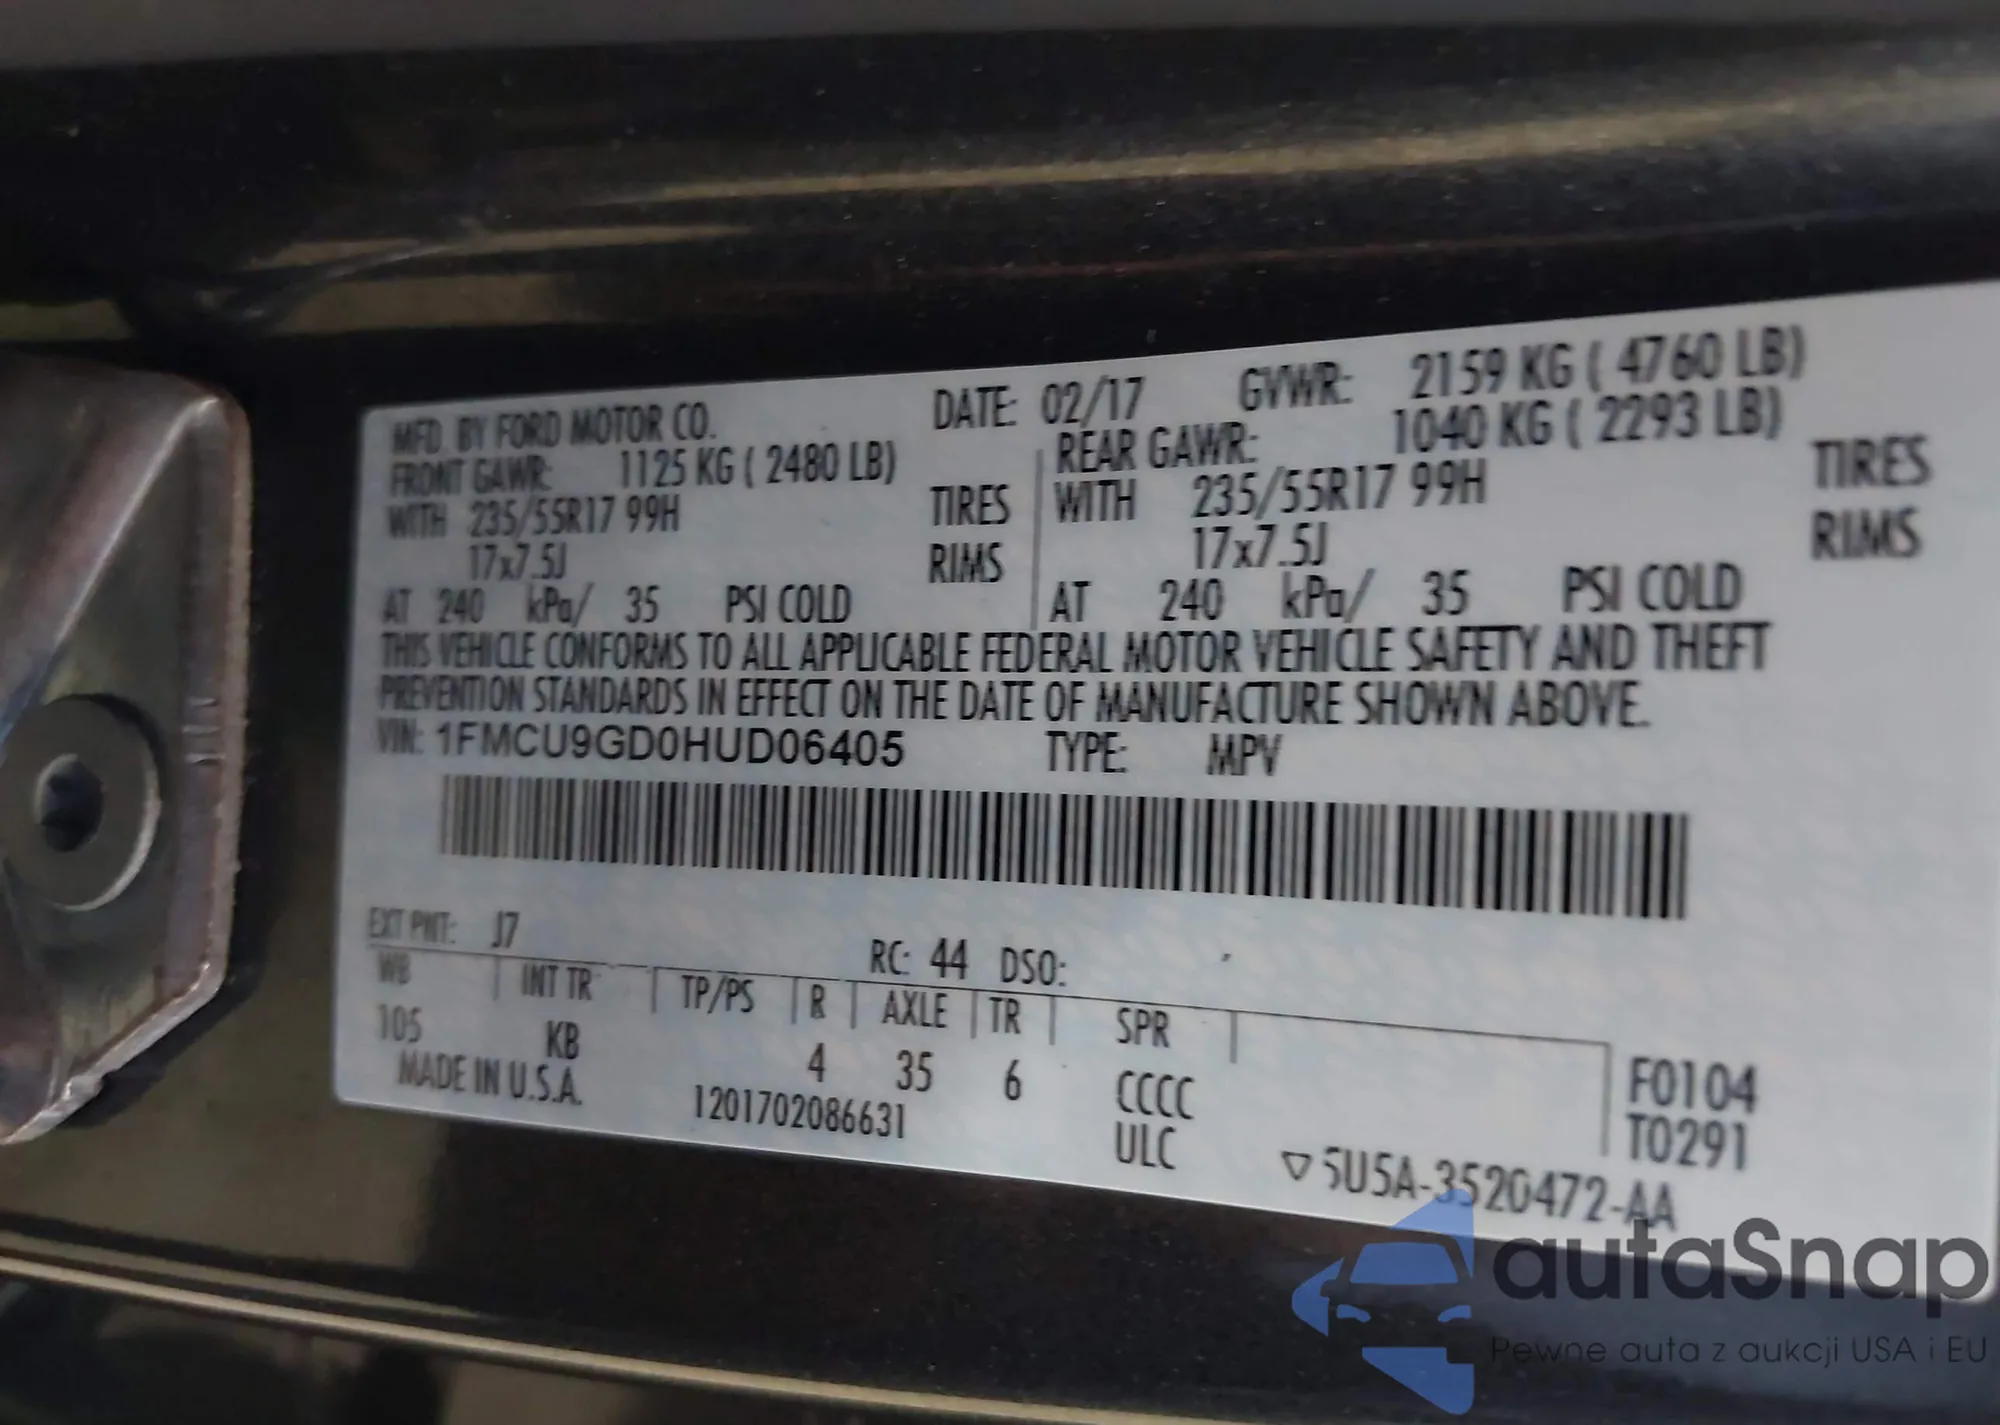 MFD. BY FORD MOTOR CO. DATE: 02/17 GVWR: 2159 KG ( 4760 LB)
FRONT GAWR: 1125 KG ( 2480 LB) REAR GAWR: 1040 KG ( 2293 LB)
WITH 235/55R17 99H TIRES WITH 235/55R17 99H TIRES
17x7.5J RIMS 17x7.5J RIMS
AT 240 kPa/ 35 PSI COLD AT 240 kPa/ 35 PSI COLD
THIS VEHICLE CONFORMS TO ALL APPLICABLE FEDERAL MOTOR VEHICLE SAFETY AND THEFT
PREVENTION STANDARDS IN EFFECT ON THE DATE OF MANUFACTURE SHOWN ABOVE.
VIN: 1FMCU9GD0HUD06405 TYPE: MPV
EXT PNT: J7 RC: 44 DSO:
WB INT TR TP/PS R AXLE TR SPR
105 KB 4 35 6 CCCC F0104
MADE IN U.S.A. 1201702086631 ULC T0291
5U5A-3520472-AA
autaSnap
Pewne auta z aukcji USA i EU